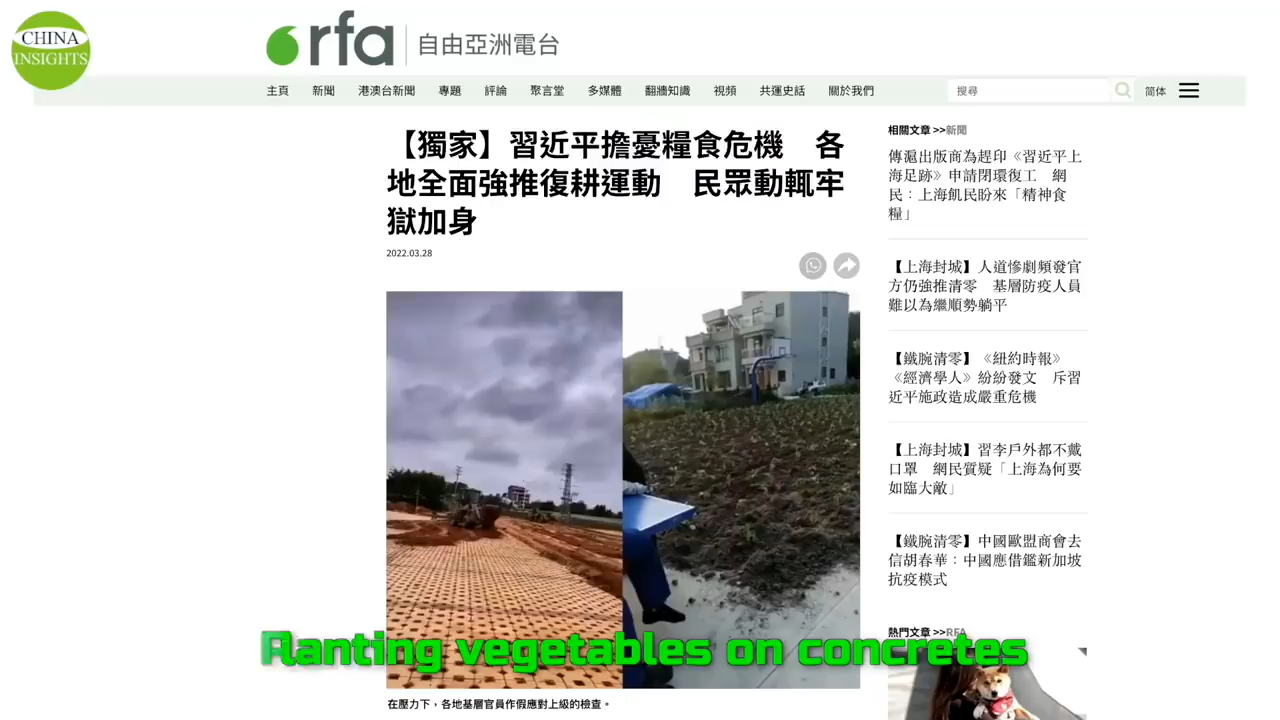 CHINA
INSIGHTS
rfa
自由亞洲電台
主頁 新聞 港澳台新聞 專題 評論 聚言堂 多媒體 翻牆知識 視頻 共運史話 關於我們
搜尋
简体
【獨家】習近平擔憂糧食危機 各
地全面強推復耕運動 民眾動輒牢
獄加身
2022.03.28
在壓力下，各地基層官員作假應對上級的檢查。
相關文章 >>新聞
傳滬出版商為趕印《習近平上
海足跡》申請閉環復工 網
民：上海飢民盼來「精神食
糧」
【上海封城】人道慘劇頻發官
方仍強推清零 基層防疫人員
難以為繼順勢躺平
【鐵腕清零】《紐約時報》
《經濟學人》紛紛發文 斥習
近平施政造成嚴重危機
【上海封城】習李戶外都不戴
口罩 網民質疑「上海為何要
如臨大敵」
【鐵腕清零】中國歐盟商會去
信胡春華：中國應借鑑新加坡
抗疫模式
熱門文章 >>RFA
Planting vegetables on concretes